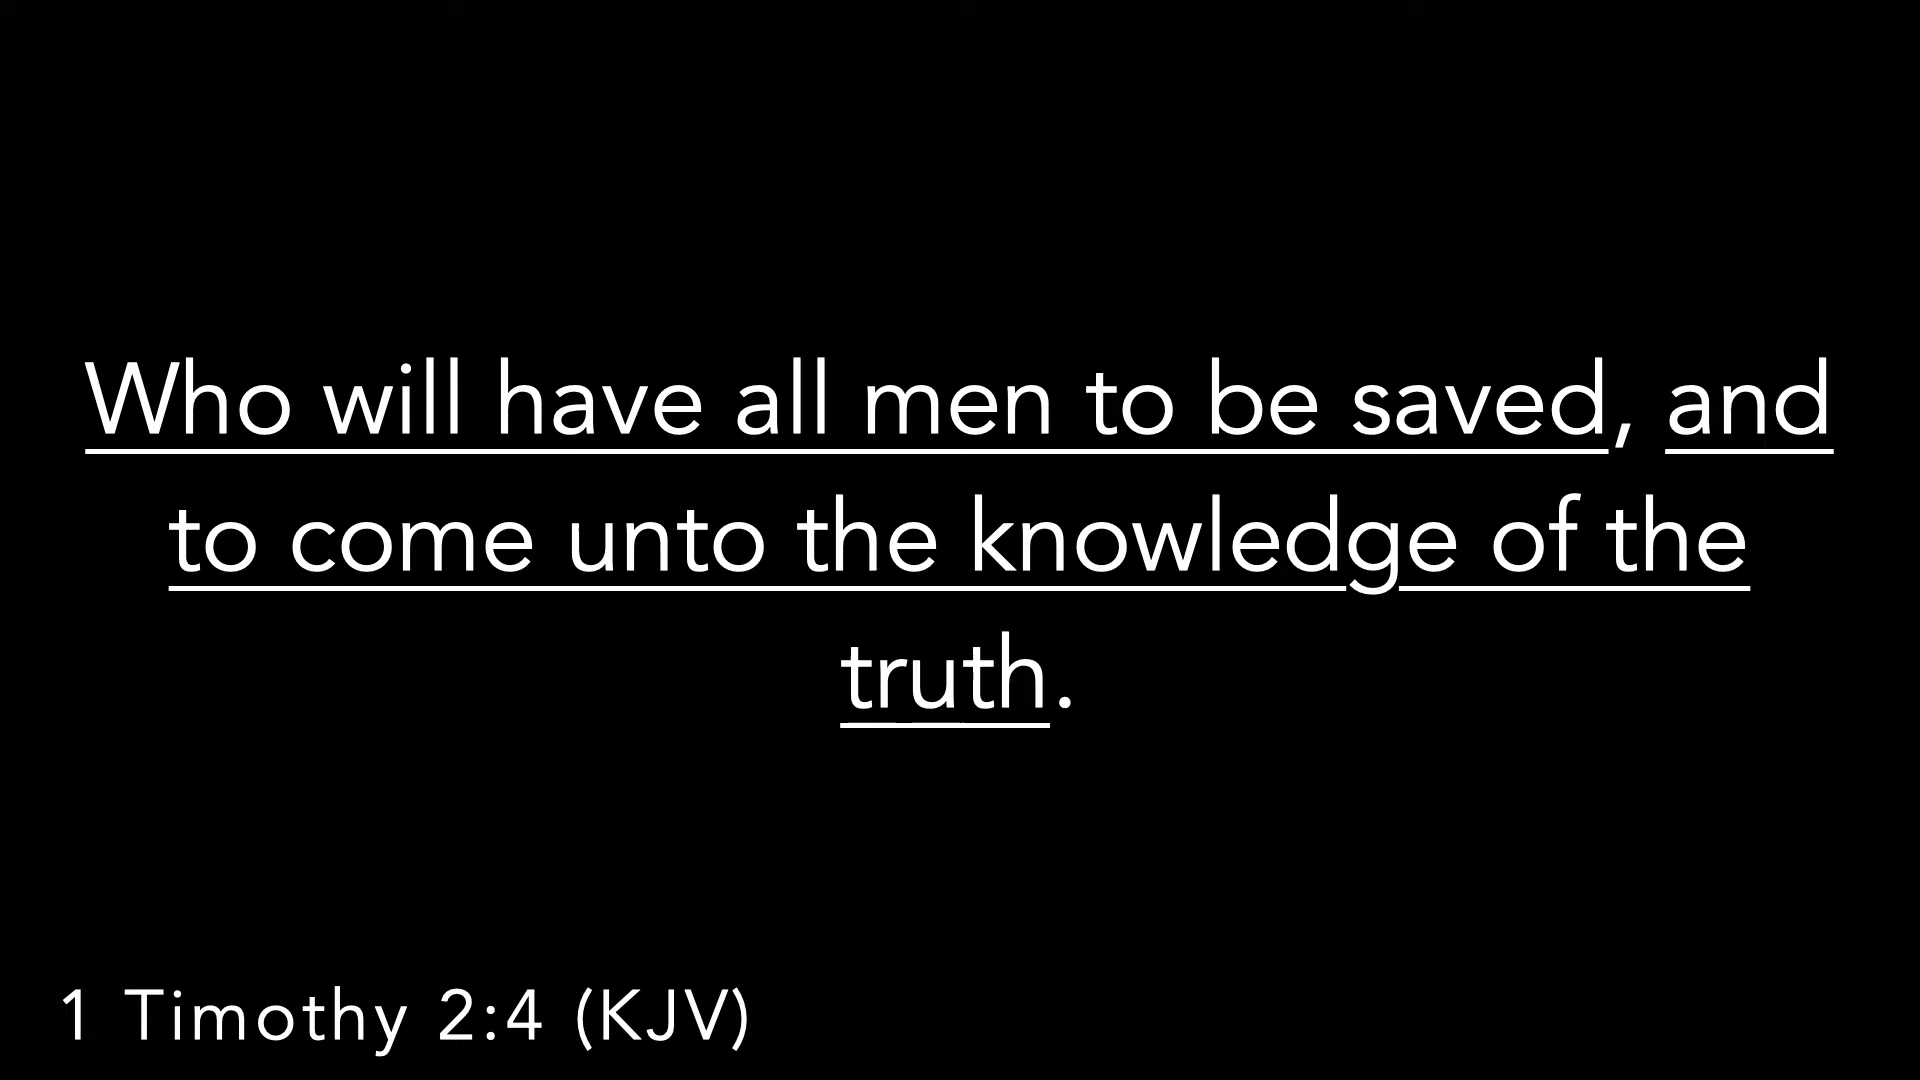 Who will have all men to be saved, and
to come unto the knowledge of the
truth.
1 Timothy 2:4 (KJV)